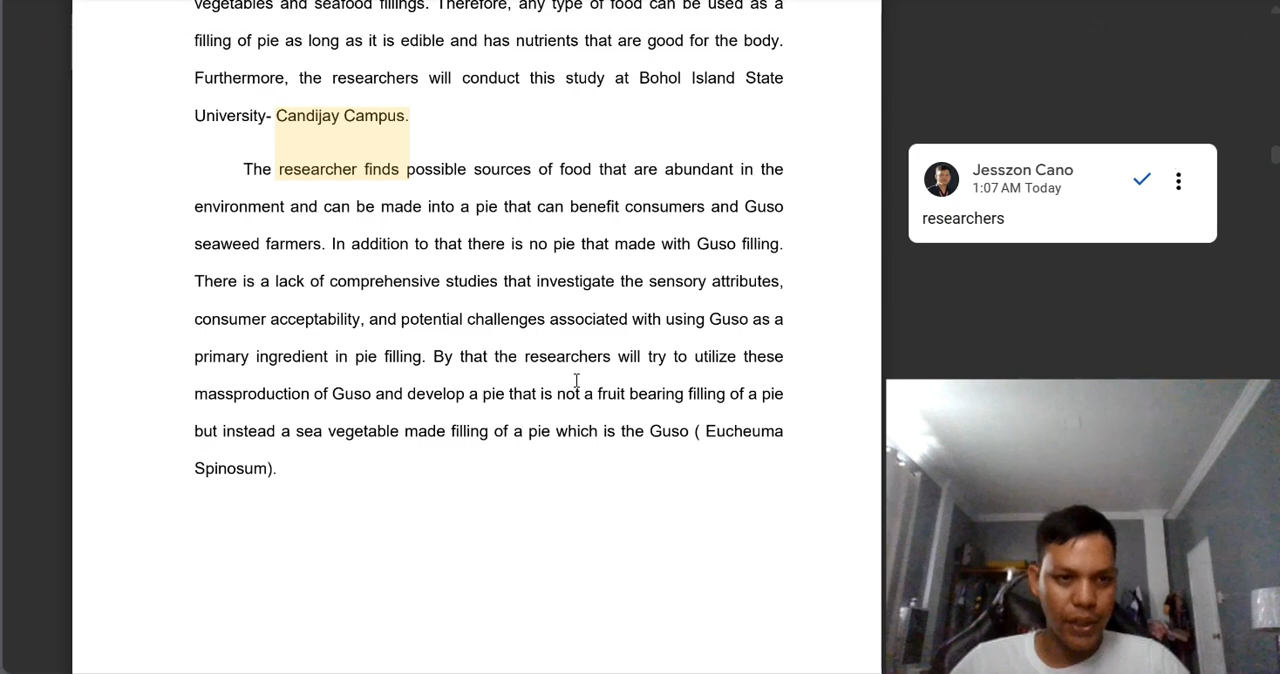 vegetables and seafood fillings. Therefore, any type of food can be used as a
filling of pie as long as it is edible and has nutrients that are good for the body.
Furthermore, the researchers will conduct this study at Bohol Island State
University- Candijay Campus.
The researcher finds possible sources of food that are abundant in the
environment and can be made into a pie that can benefit consumers and Guso
seaweed farmers. In addition to that there is no pie that made with Guso filling.
There is a lack of comprehensive studies that investigate the sensory attributes,
consumer acceptability, and potential challenges associated with using Guso as a
primary ingredient in pie filling. By that the researchers will try to utilize these
massproduction of Guso and develop a pie that is not a fruit bearing filling of a pie
but instead a sea vegetable made filling of a pie which is the Guso ( Eucheuma
Spinosum).
Jesszon Cano
1:07 AM Today
researchers